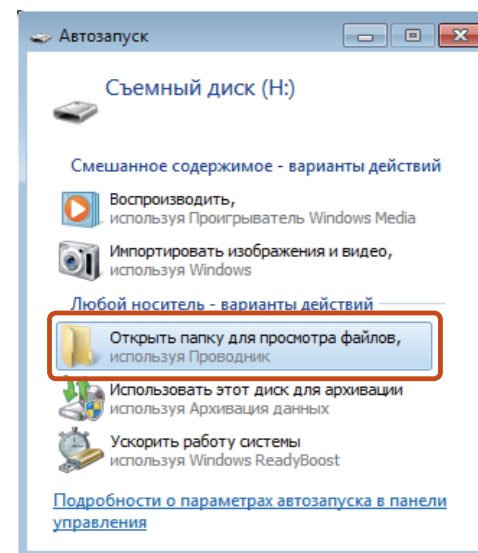 Автозапуск
Съемный диск (H:)
Смешанное содержимое - варианты действий
Воспроизводить,
используя Проигрыватель Windows Media
Импортировать изображения и видео,
используя Windows
Любой носитель - варианты действий
Открыть папку для просмотра файлов,
используя Проводник
Использовать этот диск для архивации
используя Архивация данных
Ускорить работу системы
используя Windows ReadyBoost
Подробности о параметрах автозапуска в панели
управления